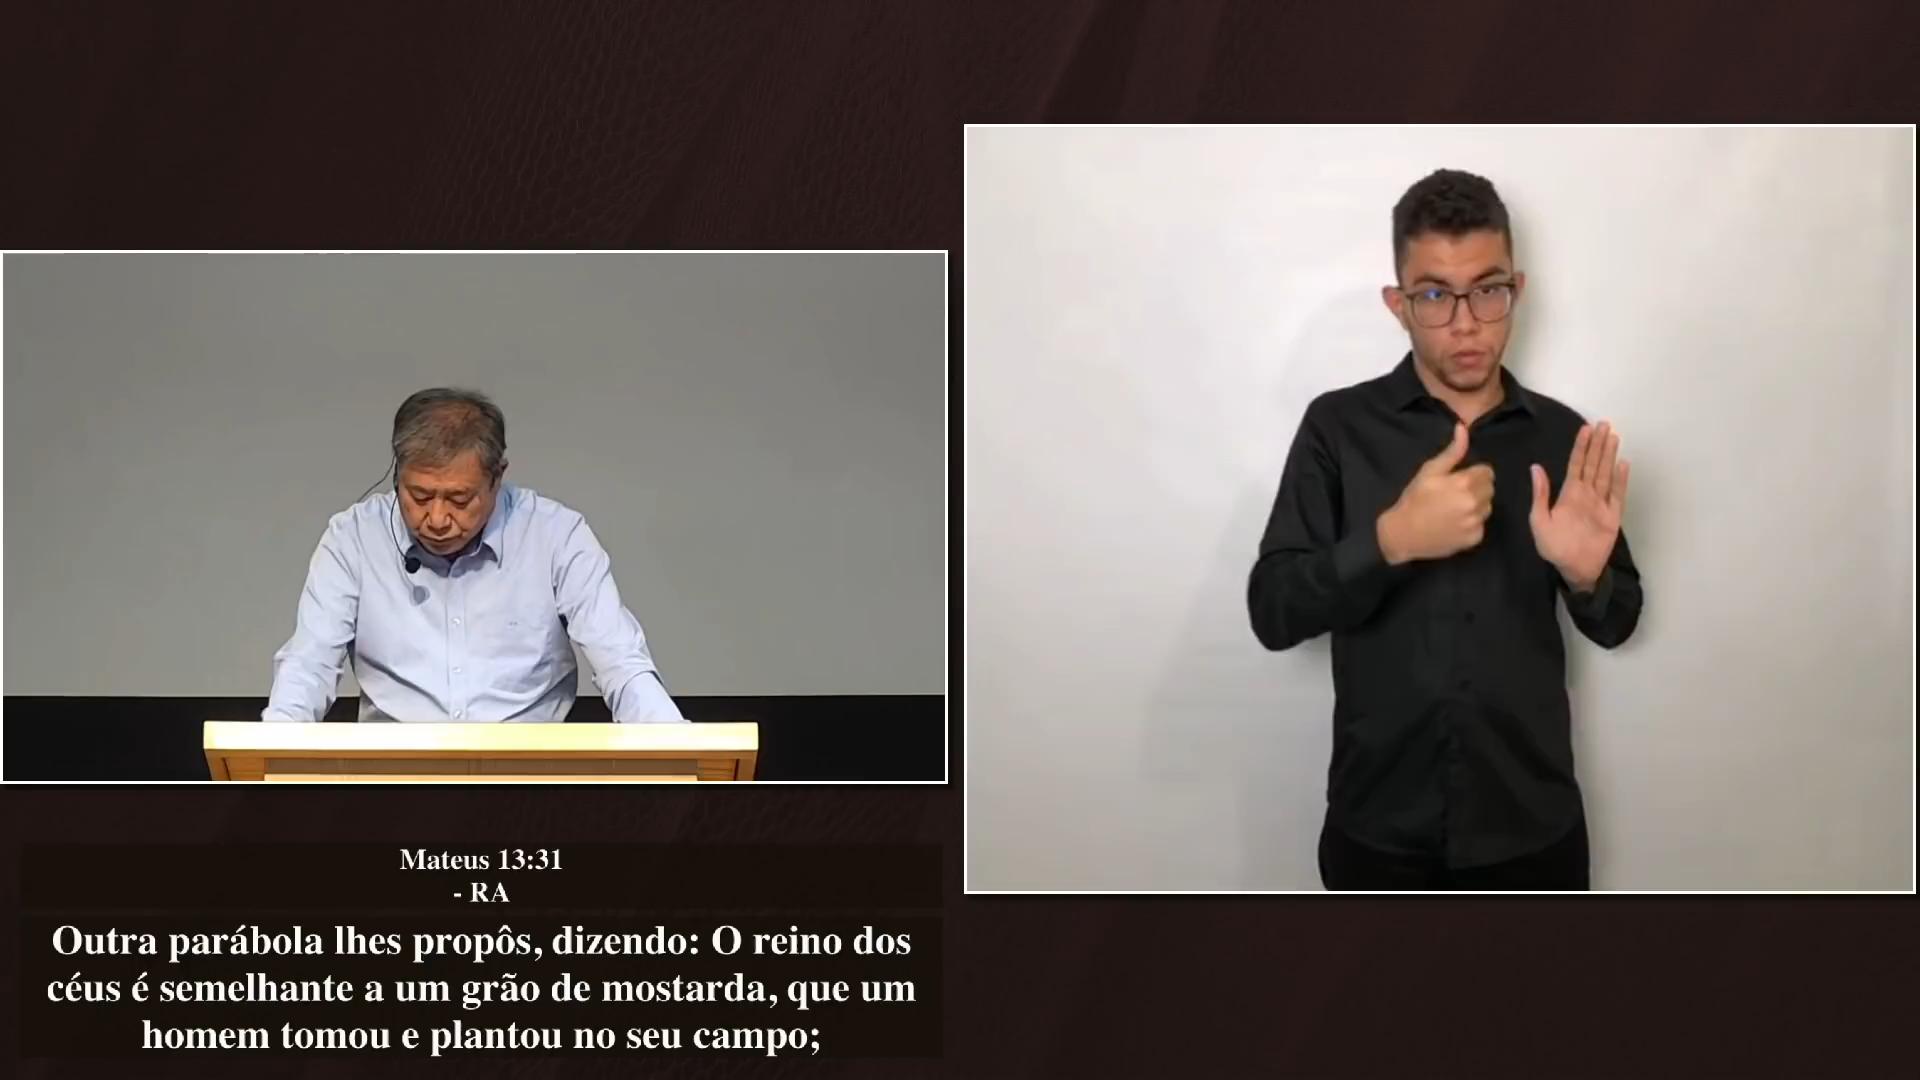 Mateus 13:31
- RA
Outra parábola lhes propôs, dizendo: O reino dos
céus é semelhante a um grão de mostarda, que um
homem tomou e plantou no seu campo;